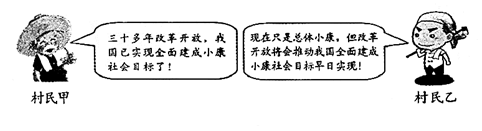 三十多年改革开放，我
国已实现全面建成小康
社会目标了！
现在只是总体小康，但改革
开放将会推动我国全面建成
小康社会目标早日实现！
村民甲
村民乙